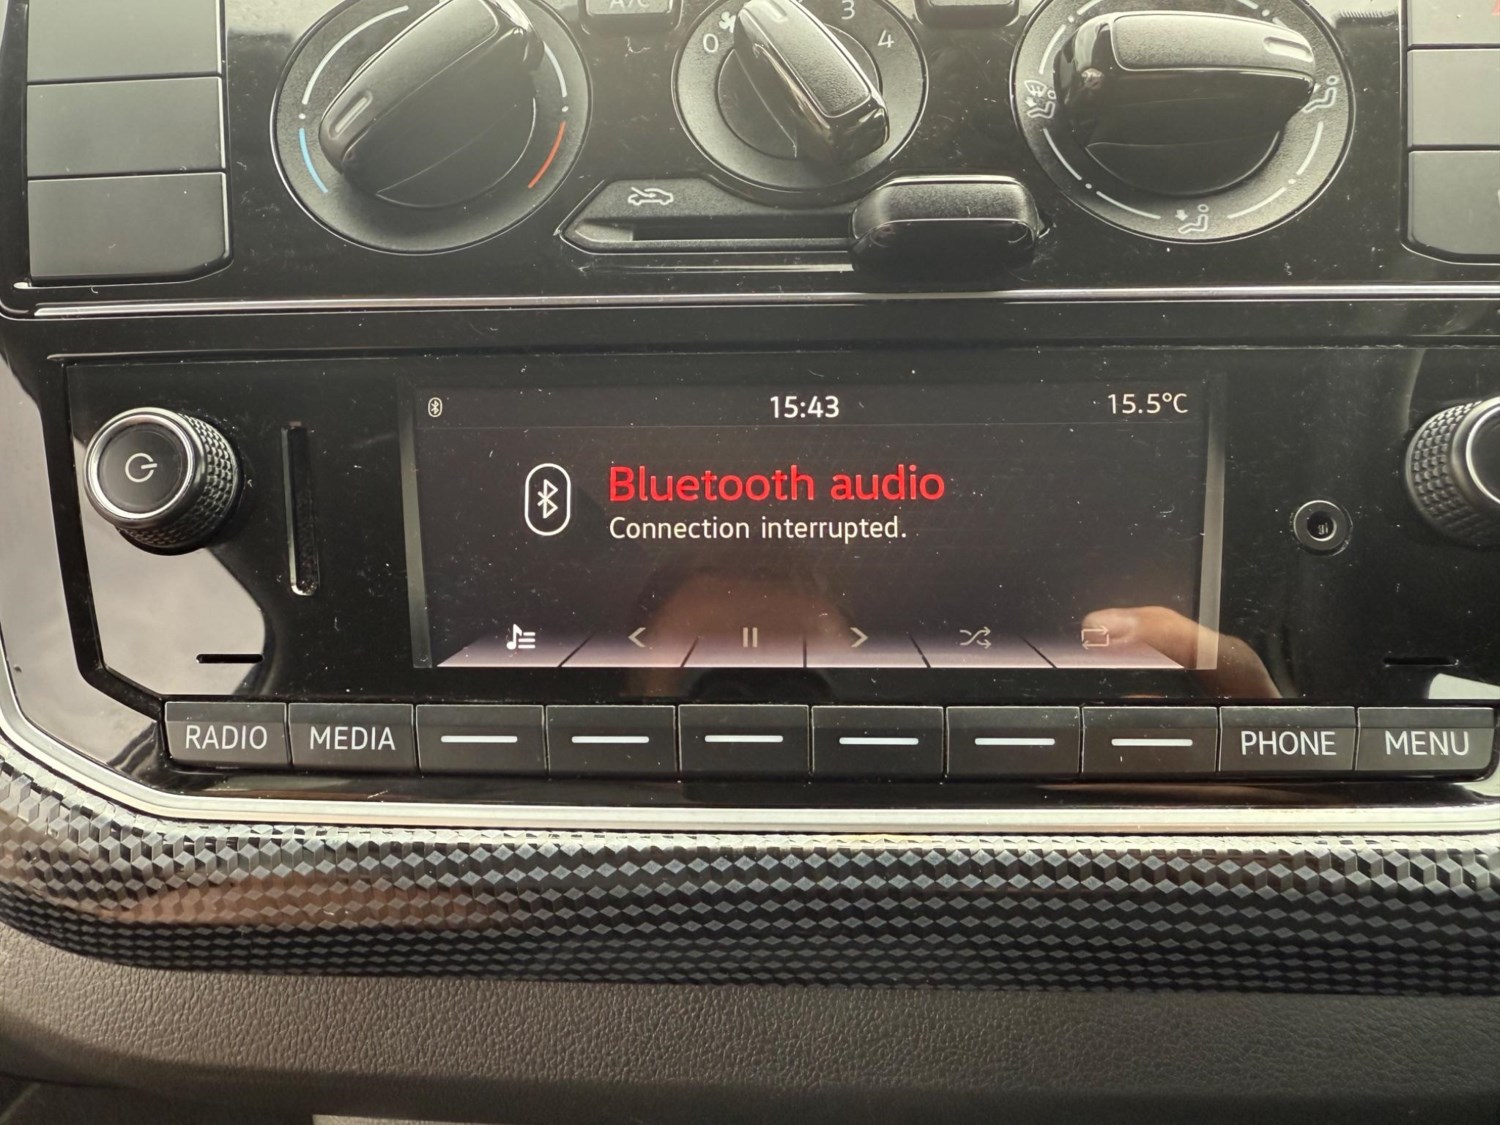 A/C
0
3
4
15:43
15.5°C
Bluetooth audio
Connection interrupted.
RADIO
MEDIA
PHONE
MENU